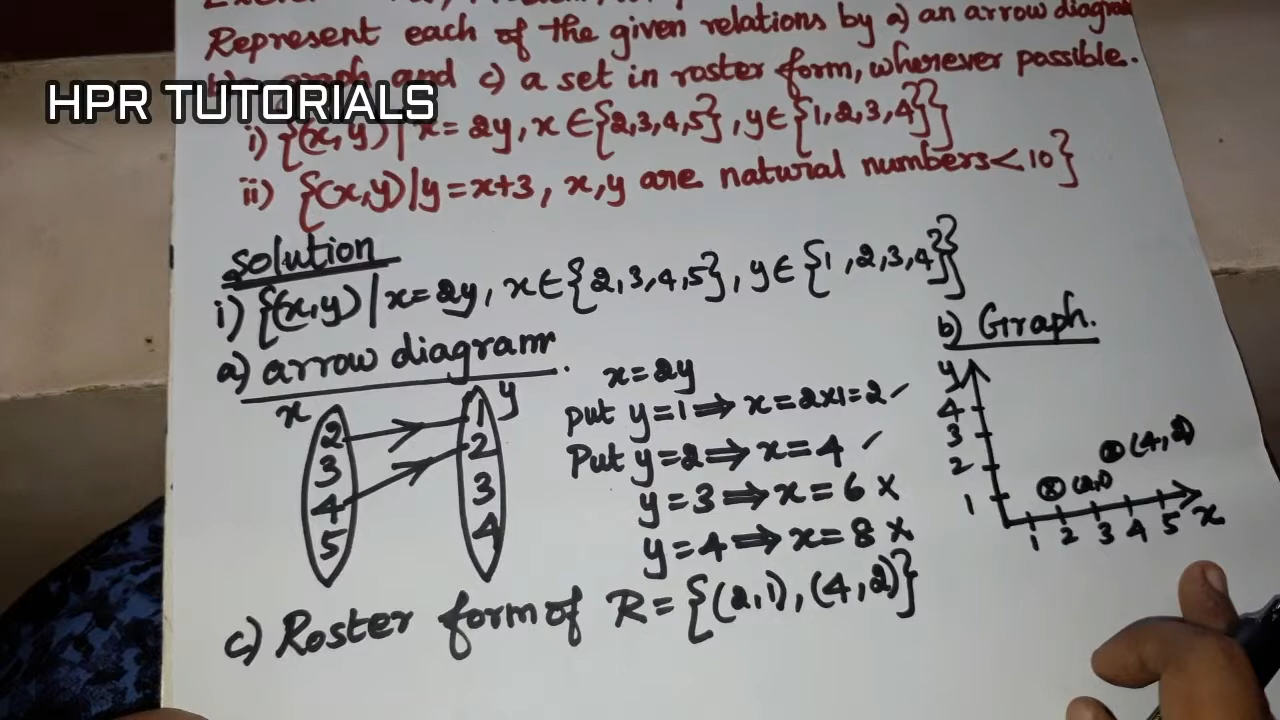 Represent each of the given relations by a) an arrow diagram
graph and c) a set in roster form, wherever possible.
HPR TUTORIALS
i) {(x,y) | x = 2y, x ∈ {2,3,4,5}, y ∈ {1,2,3,4}}
ii) {(x,y) | y = x+3, x,y are natural numbers < 10}
solution
i) {(x,y) | x = 2y, x ∈ {2,3,4,5}, y ∈ {1,2,3,4}}
a) arrow diagram.
x y
2 1
3 2
4 3
5 4
x = 2y
put y = 1 ⇒ x = 2×1 = 2 ✓
Put y = 2 ⇒ x = 4 ✓
y = 3 ⇒ x = 6 ×
y = 4 ⇒ x = 8 ×
b) Graph.
y
4
3
2
1
(4,2)
(2,1)
1 2 3 4 5 x
c) Roster form of R = {(2,1), (4,2)}